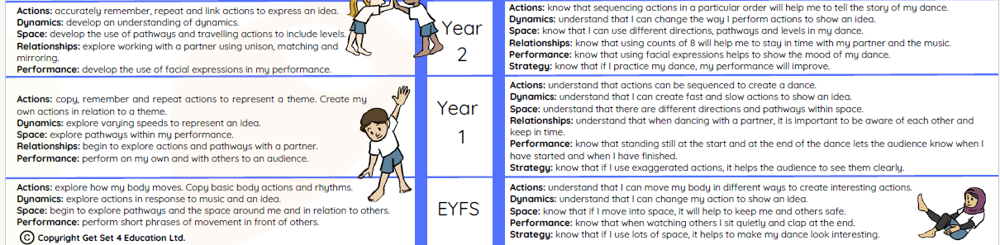 Actions: accurately remember, repeat and link actions to express an idea.
Dynamics: develop an understanding of dynamics.
Space: develop the use of pathways and travelling actions to include levels.
Relationships: explore working with a partner using unison, matching and
mirroring.
Performance: develop the use of facial expressions in my performance.
Year
2
Actions: know that sequencing actions in a particular order will help me to tell the story of my dance.
Dynamics: understand that I can change the way I perform actions to show an idea.
Space: know that I can use different directions, pathways and levels in my dance.
Relationships: know that using counts of 8 will help me to stay in time with my partner and the music.
Performance: know that using facial expressions helps to show the mood of my dance.
Strategy: know that if I practice my dance, my performance will improve.
Actions: copy, remember and repeat actions to represent a theme. Create my
own actions in relation to a theme.
Dynamics: explore varying speeds to represent an idea.
Space: explore pathways within my performance.
Relationships: begin to explore actions and pathways with a partner.
Performance: perform on my own and with others to an audience.
Year
1
Actions: understand that actions can be sequenced to create a dance.
Dynamics: understand that I can create fast and slow actions to show an idea.
Space: understand that there are different directions and pathways within space.
Relationships: understand that when dancing with a partner, it is important to be aware of each other and
keep in time.
Performance: know that standing still at the start and at the end of the dance lets the audience know when I
have started and when I have finished.
Strategy: know that if I use exaggerated actions, it helps the audience to see them clearly.
Actions: explore how my body moves. Copy basic body actions and rhythms.
Dynamics: explore actions in response to music and an idea.
Space: begin to explore pathways and the space around me and in relation to others.
Performance: perform short phrases of movement in front of others.
© Copyright Get Set 4 Education Ltd.
EYFS
Actions: understand that I can move my body in different ways to create interesting actions.
Dynamics: understand that I can change my action to show an idea.
Space: know that if I move into space, it will help to keep me and others safe.
Performance: know that when watching others I sit quietly and clap at the end.
Strategy: know that if I use lots of space, it helps to make my dance look interesting.